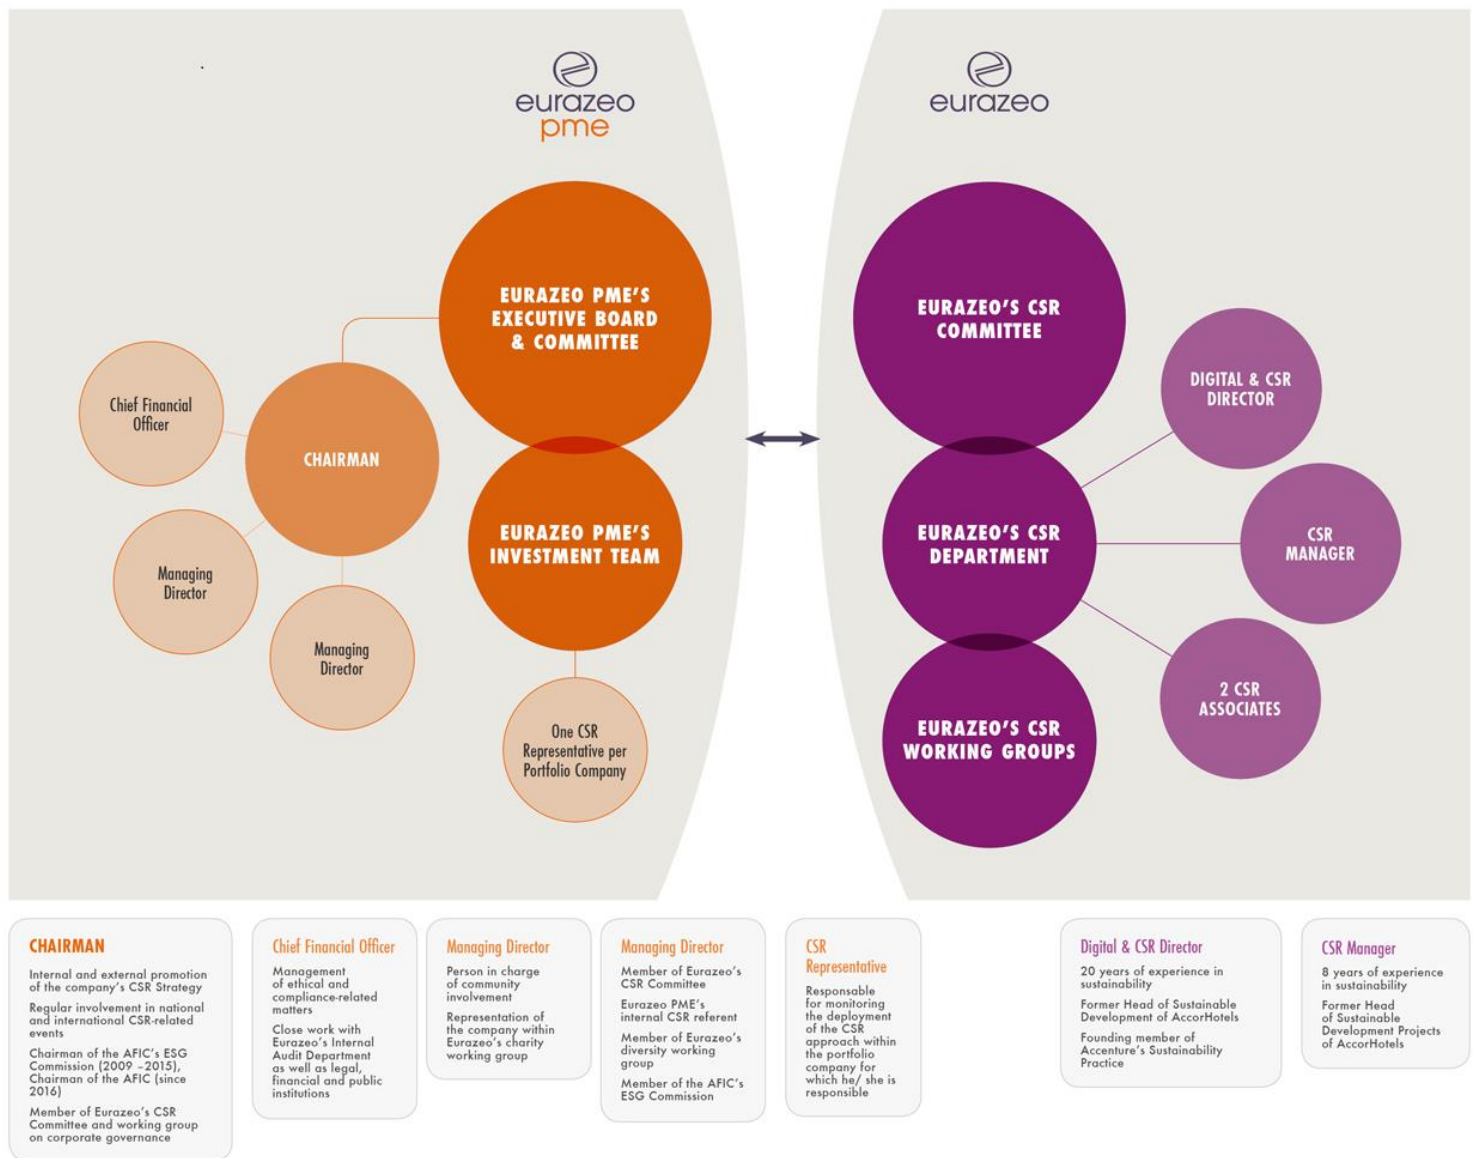 eurazeo
pme
eurazeo
EURAZEO PME'S
EXECUTIVE BOARD
& COMMITTEE
CHAIRMAN
Chief Financial
Officer
Managing
Director
Managing
Director
EURAZEO PME'S
INVESTMENT TEAM
One CSR
Representative per
Portfolio Company
EURAZEO'S CSR
COMMITTEE
EURAZEO'S CSR
DEPARTMENT
EURAZEO'S CSR
WORKING GROUPS
DIGITAL & CSR
DIRECTOR
CSR
MANAGER
2 CSR
ASSOCIATES
CHAIRMAN
Internal and external promotion
of the company's CSR Strategy
Regular involvement in national
and international CSR-related
events
Chairman of the AFIC's ESG
Commission (2009 –2015),
Chairman of the AFIC (since
2016)
Member of Eurazeo's CSR
Committee and working group
on corporate governance
Chief Financial Officer
Management
of ethical and
compliance-related
matters
Close work with
Eurazeo's Internal
Audit Department
as well as legal,
financial and public
institutions
Managing Director
Person in charge
of community
involvement
Representation of
the company within
Eurazeo's charity
working group
Managing Director
Member of Eurazeo's
CSR Committee
Eurazeo PME's
internal CSR referent
Member of Eurazeo's
diversity working
group
Member of the AFIC's
ESG Commission
CSR
Representative
Responsable
for monitoring
the deployment
of the CSR
approach within
the portfolio
company for
which he/ she is
responsible
Digital & CSR Director
20 years of experience in
sustainability
Former Head of Sustainable
Development of AccorHotels
Founding member of
Accenture's Sustainability
Practice
CSR Manager
8 years of experience
in sustainability
Former Head
of Sustainable
Development Projects
of AccorHotels